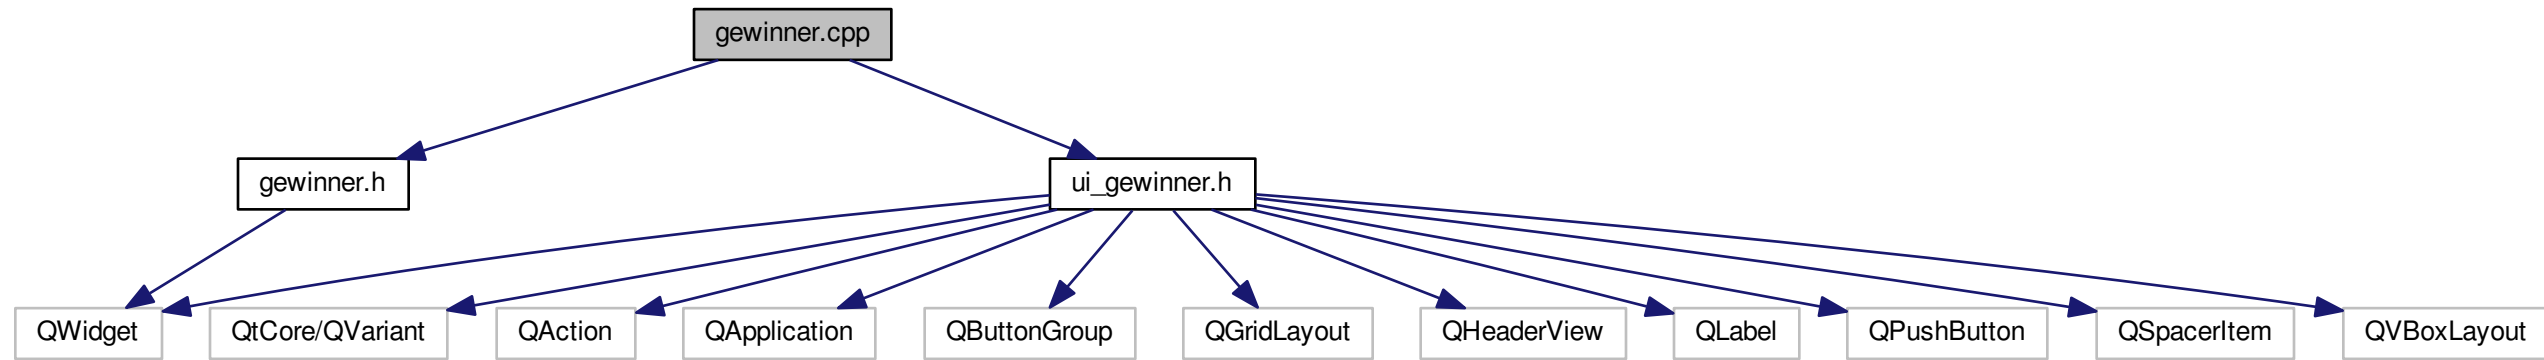 gewinner.cpp
gewinner.h
ui_gewinner.h
QWidget
QtCore/QVariant
QAction
QApplication
QButtonGroup
QGridLayout
QHeaderView
QLabel
QPushButton
QSpacerItem
QVBoxLayout